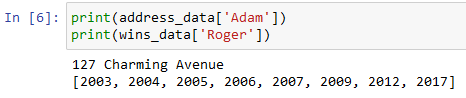 In [6]: print(address_data['Adam'])
print(wins_data['Roger'])
127 Charming Avenue
[2003, 2004, 2005, 2006, 2007, 2009, 2012, 2017]